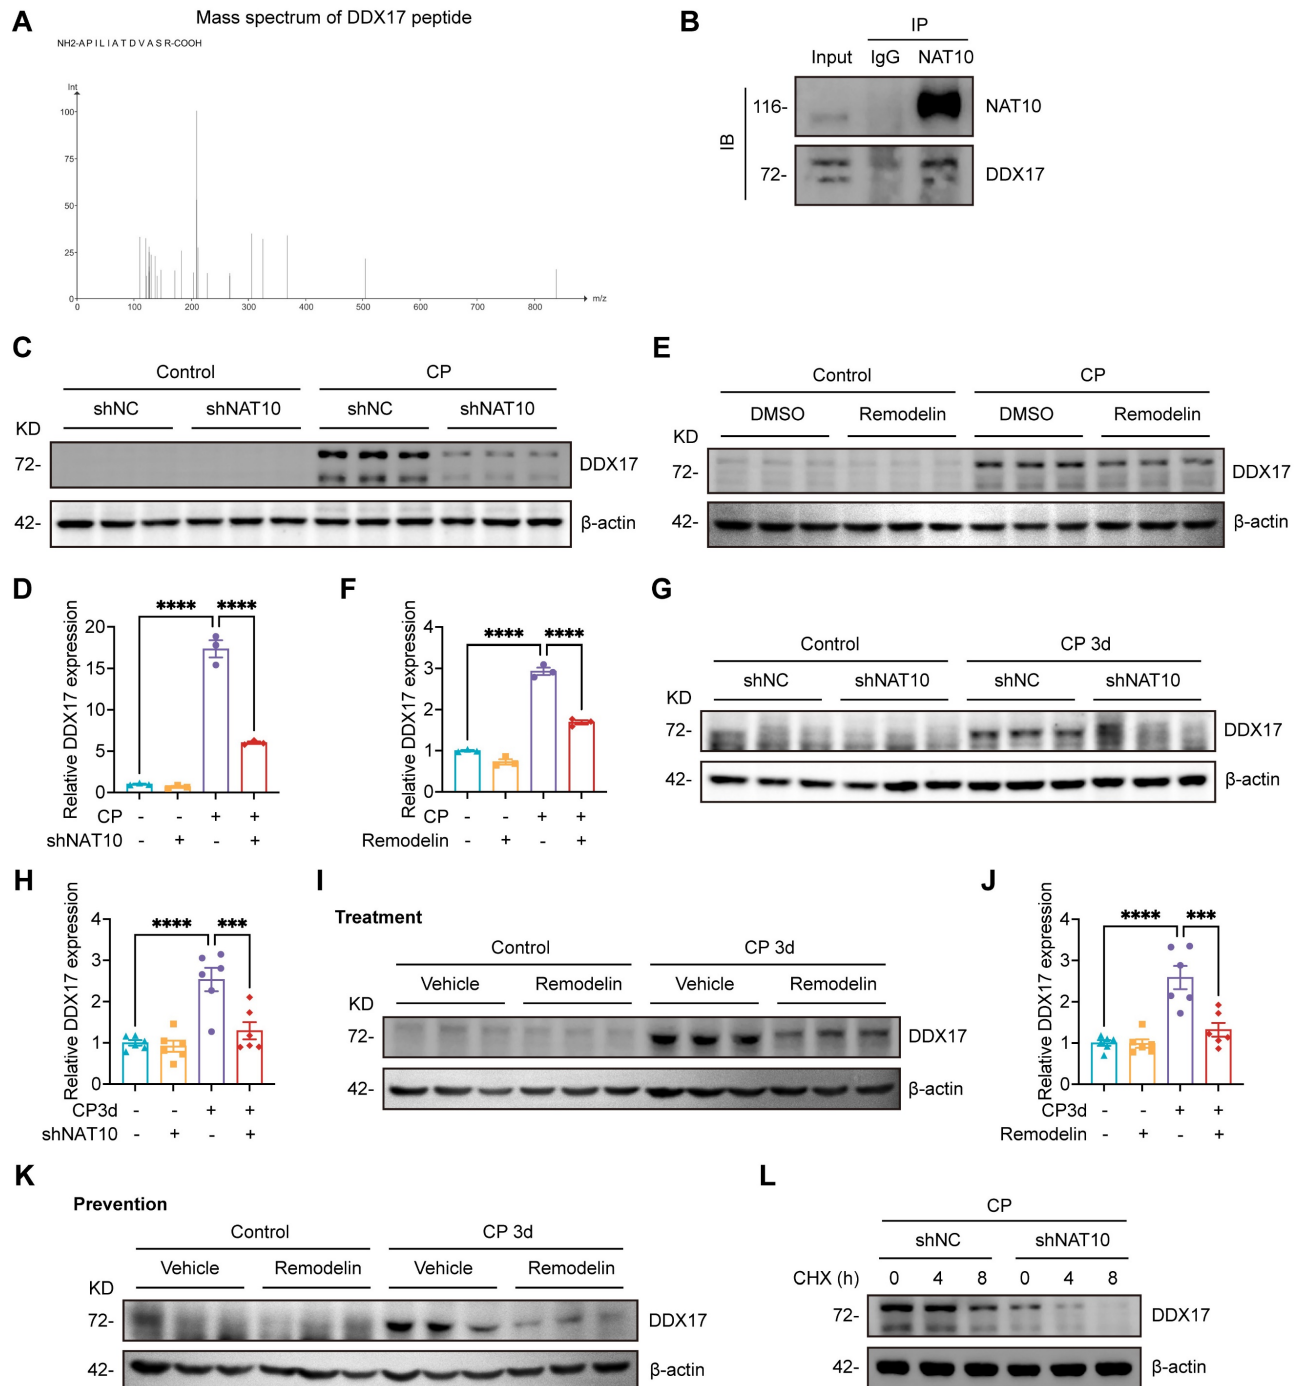 A
Mass spectrum of DDX17 peptide
NH2-A P I L I A T D V A S R-COOH
Int
100
75
50
25
0
0 100 200 300 400 500 600 700 800
m/z
B
IP
Input IgG NAT10
IB
116- NAT10
72- DDX17
C
Control CP
shNC shNAT10 shNC shNAT10
KD
72- DDX17
42- β-actin
E
Control CP
DMSO Remodelin DMSO Remodelin
KD
72- DDX17
42- β-actin
D
Relative DDX17 expression
**** ****
20
15
10
5
0
CP - - + +
shNAT10 - + - +
F
Relative DDX17 expression
**** ****
4
3
2
1
0
CP - - + +
Remodelin - + - +
G
Control CP 3d
shNC shNAT10 shNC shNAT10
KD
72- DDX17
42- β-actin
H
Relative DDX17 expression
**** ***
4
3
2
1
0
CP3d - - + +
shNAT10 - + - +
I
Treatment
Control CP 3d
Vehicle Remodelin Vehicle Remodelin
KD
72- DDX17
42- β-actin
J
Relative DDX17 expression
**** ***
4
3
2
1
0
CP3d - - + +
Remodelin - + - +
K
Prevention
Control CP 3d
Vehicle Remodelin Vehicle Remodelin
KD
72- DDX17
42- β-actin
L
CP
shNC shNAT10
CHX (h) 0 4 8 0 4 8
72- DDX17
42- β-actin